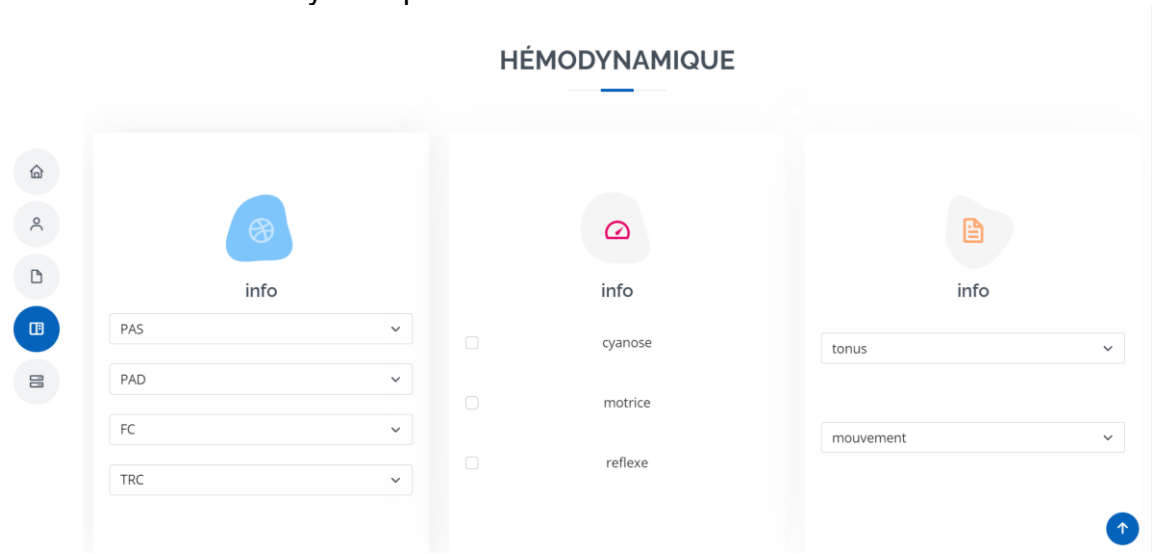 HÉMODYNAMIQUE
info
PAS
PAD
FC
TRC
info
cyanose
motrice
reflexe
info
tonus
mouvement